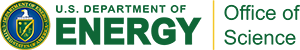 U.S. DEPARTMENT OF
ENERGY
Office of
Science